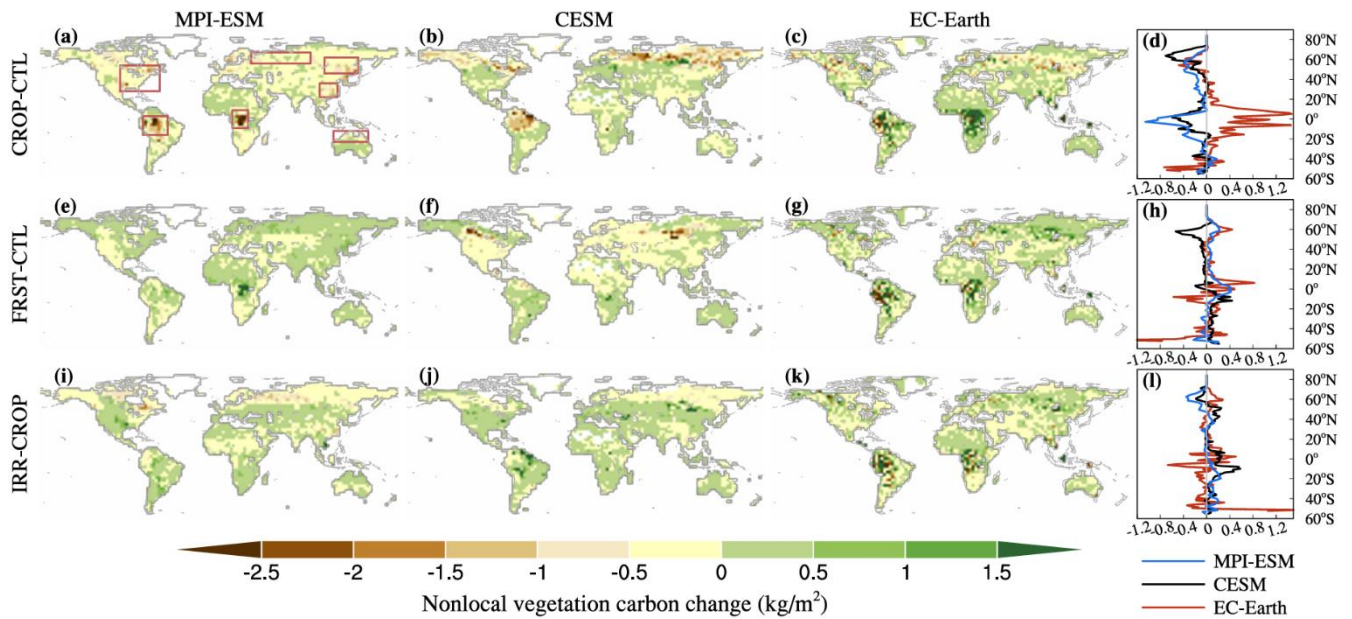 MPI-ESM CESM EC-Earth
CROP-CTL
(a) (b) (c) (d)
80°N
60°N
40°N
20°N
0°
20°S
40°S
60°S
-1.2 -0.8 -0.4 0 0.4 0.8 1.2
FRST-CTL
(e) (f) (g) (h)
80°N
60°N
40°N
20°N
0°
20°S
40°S
60°S
-1.2 -0.8 -0.4 0 0.4 0.8 1.2
IRR-CROP
(i) (j) (k) (l)
80°N
60°N
40°N
20°N
0°
20°S
40°S
60°S
-1.2 -0.8 -0.4 0 0.4 0.8 1.2
-2.5 -2 -1.5 -1 -0.5 0 0.5 1 1.5
Nonlocal vegetation carbon change (kg/m²)
MPI-ESM
CESM
EC-Earth